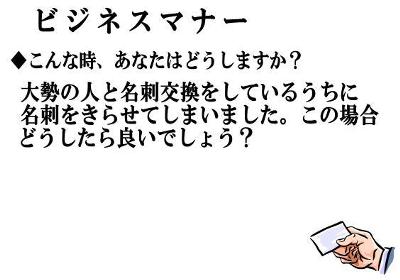 ビジネスマナー
◆こんな時、あなたはどうしますか？
大勢の人と名刺交換をしているうちに
名刺をきらせてしまいました。この場合
どうしたら良いでしょう？